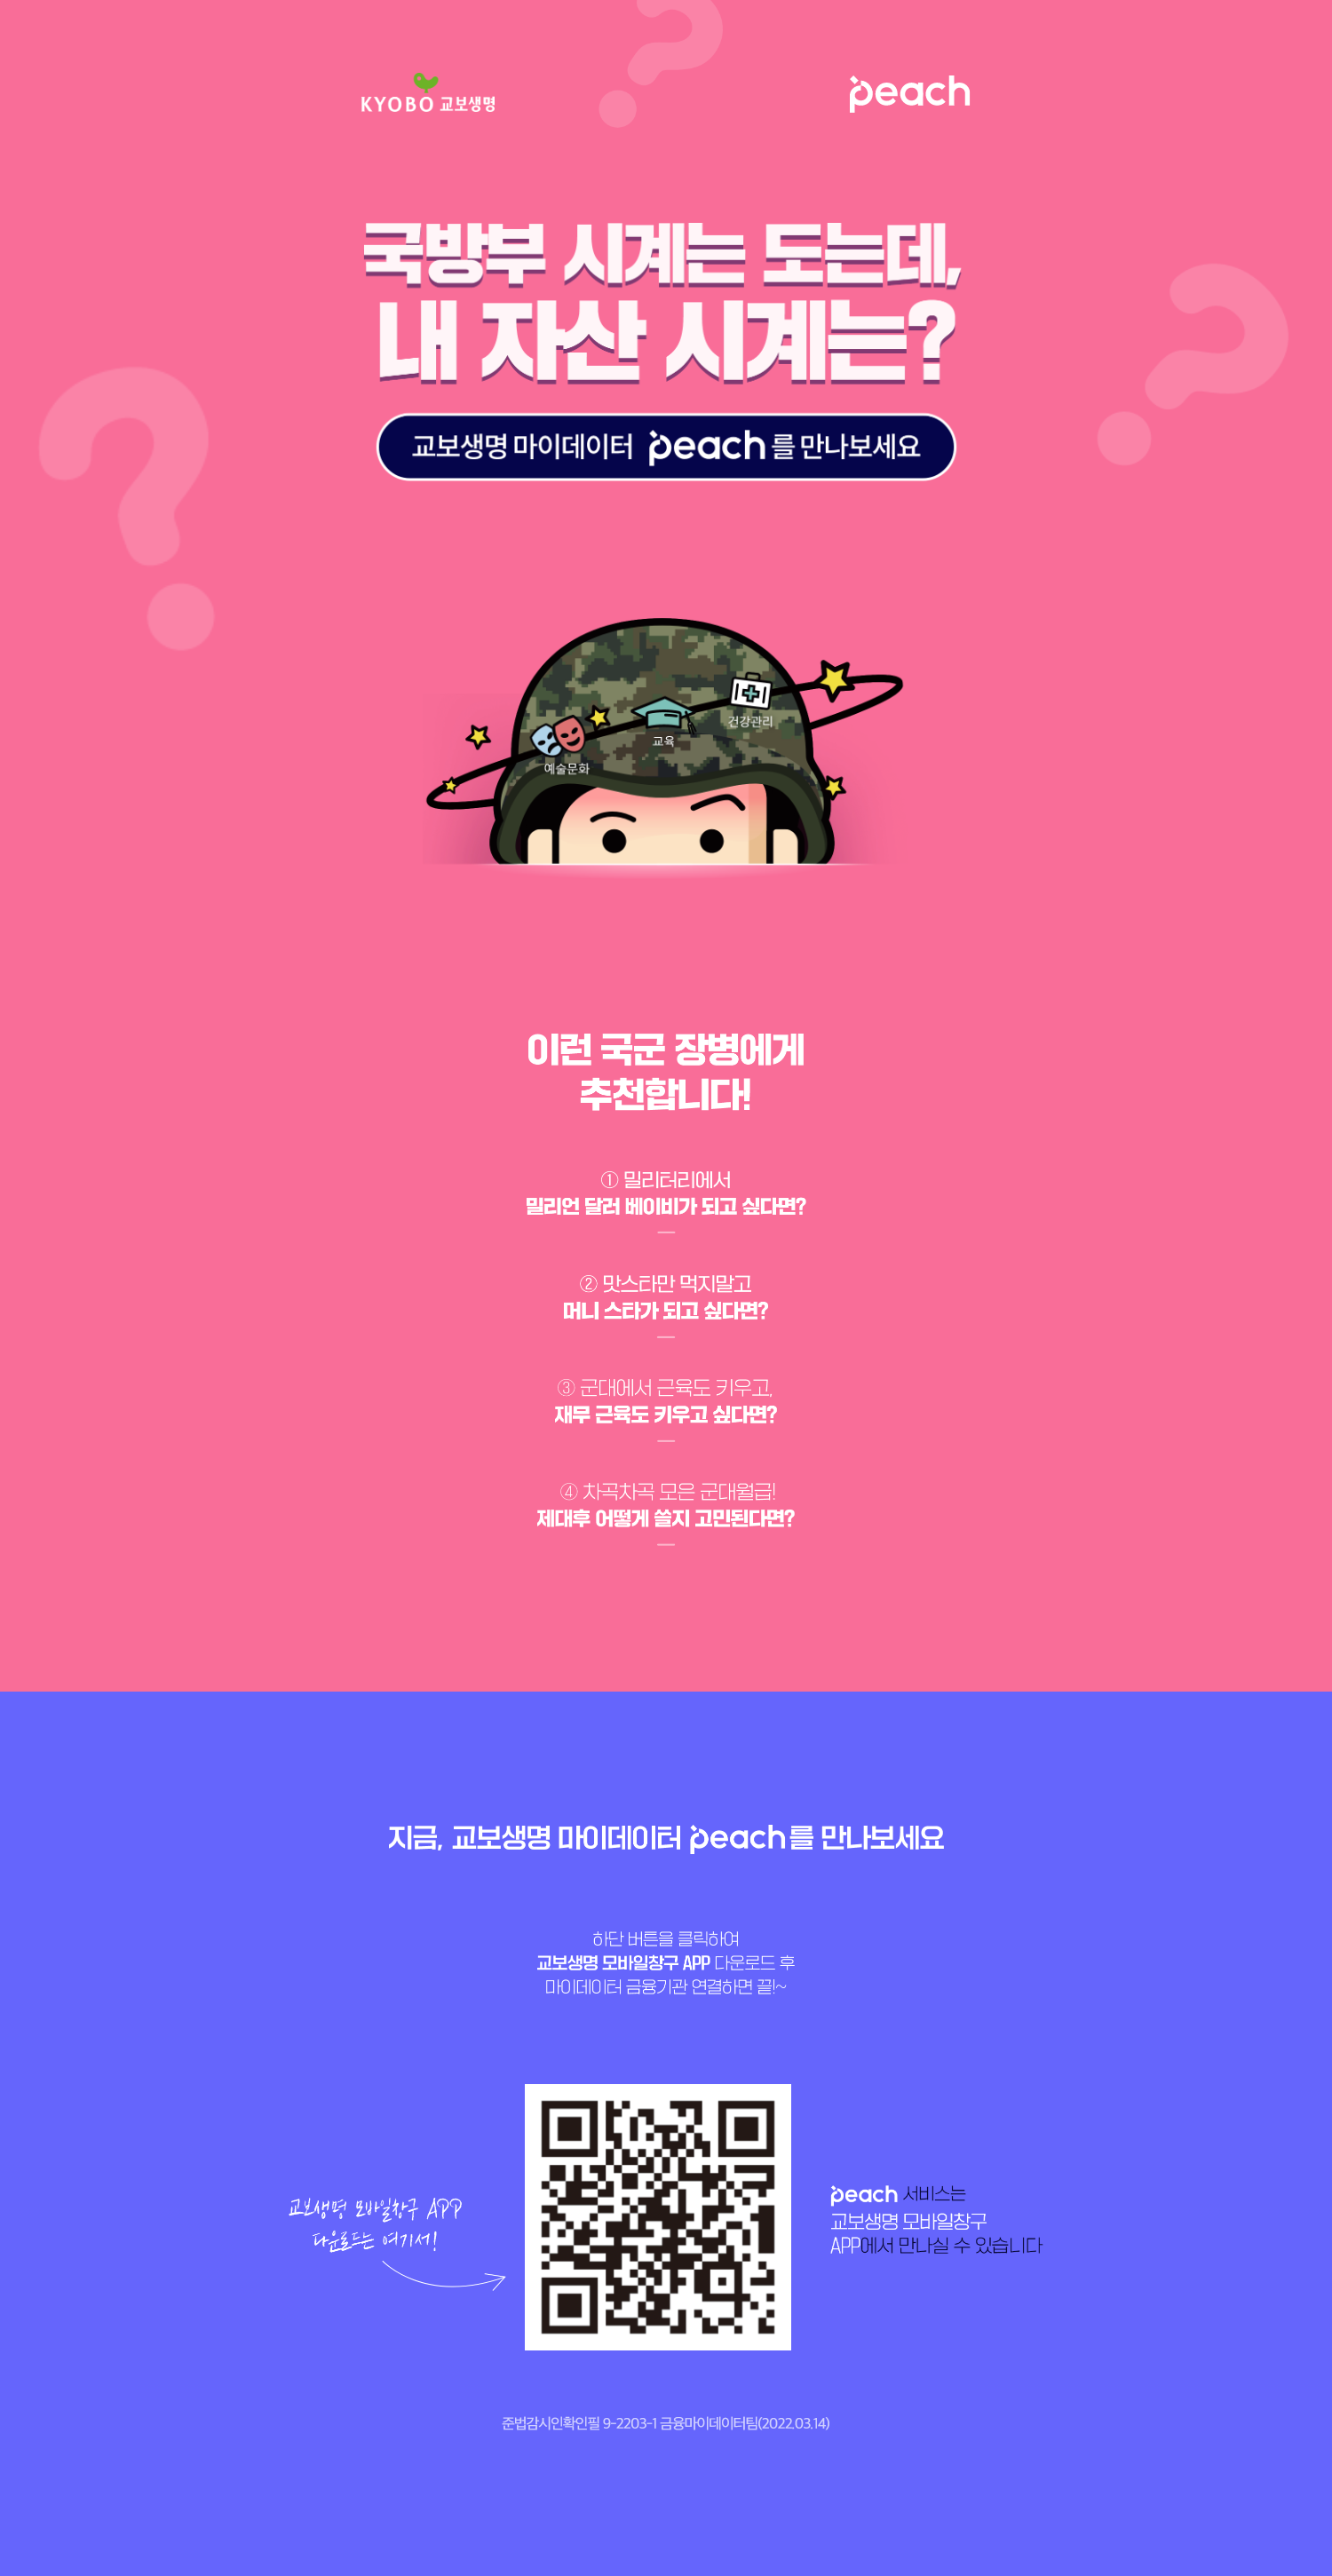 KYOBO 교보생명
peach
국방부 시계는 도는데,
내 자산 시계는?
교보생명 마이데이터 peach를 만나보세요
건강관리
교육
예술문화
이런 국군 장병에게
추천합니다!
① 밀리터리에서
밀리언 달러 베이비가 되고 싶다면?
② 맛스타만 먹지말고
머니 스타가 되고 싶다면?
③ 군대에서 근육도 키우고,
재무 근육도 키우고 싶다면?
④ 차곡차곡 모은 군대월급!
제대후 어떻게 쓸지 고민된다면?
지금, 교보생명 마이데이터 peach를 만나보세요
하단 버튼을 클릭하여
교보생명 모바일창구 APP 다운로드 후
마이데이터 금융기관 연결하면 끝!~
교보생명 모바일창구 APP
다운로드는 여기서!
peach 서비스는
교보생명 모바일창구
APP에서 만나실 수 있습니다
준법감시인확인필 9-2203-1 금융마이데이터팀(2022.03.14)